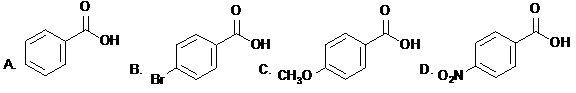 A. O OH
B. Br O OH
C. CH3O O OH
D. O2N O OH